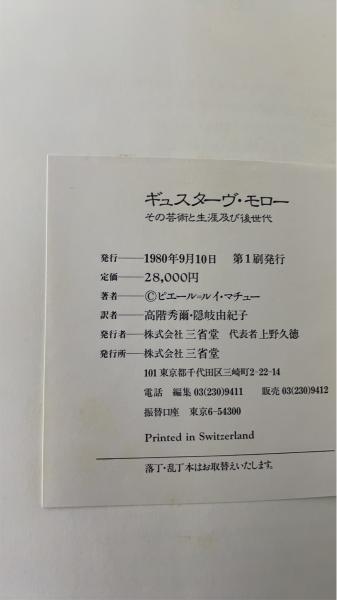 ギュスターヴ・モロー
その芸術と生涯及び後世代
発行——1980年9月10日 第1刷発行
定価——28,000円
著者——©ピエール=ルイ・マチュー
訳者——高階秀爾・隠岐由紀子
発行者——株式会社 三省堂 代表者 上野久徳
発行所——株式会社 三省堂
101 東京都千代田区三崎町2-22-14
電話 編集 03(230)9411 販売 03(230)9412
振替口座 東京6-54300
Printed in Switzerland
落丁・乱丁本はお取替えいたします。